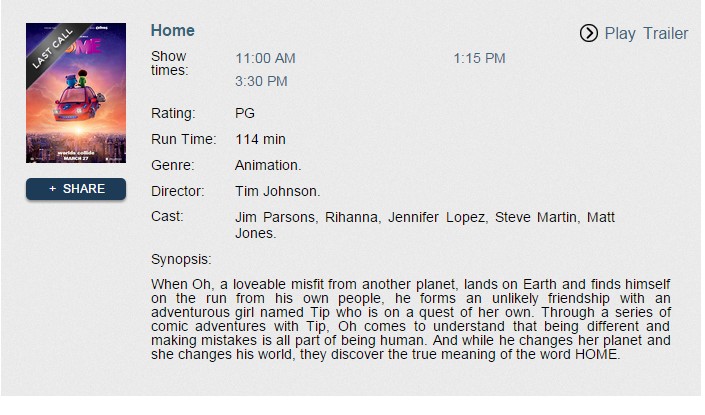 LAST CALL
HOME
worlds collide
MARCH 27
+ SHARE
Home
Play Trailer
Show times: 11:00 AM 1:15 PM
3:30 PM
Rating: PG
Run Time: 114 min
Genre: Animation.
Director: Tim Johnson.
Cast: Jim Parsons, Rihanna, Jennifer Lopez, Steve Martin, Matt
Jones.
Synopsis:
When Oh, a loveable misfit from another planet, lands on Earth and finds himself
on the run from his own people, he forms an unlikely friendship with an
adventurous girl named Tip who is on a quest of her own. Through a series of
comic adventures with Tip, Oh comes to understand that being different and
making mistakes is all part of being human. And while he changes her planet and
she changes his world, they discover the true meaning of the word HOME.